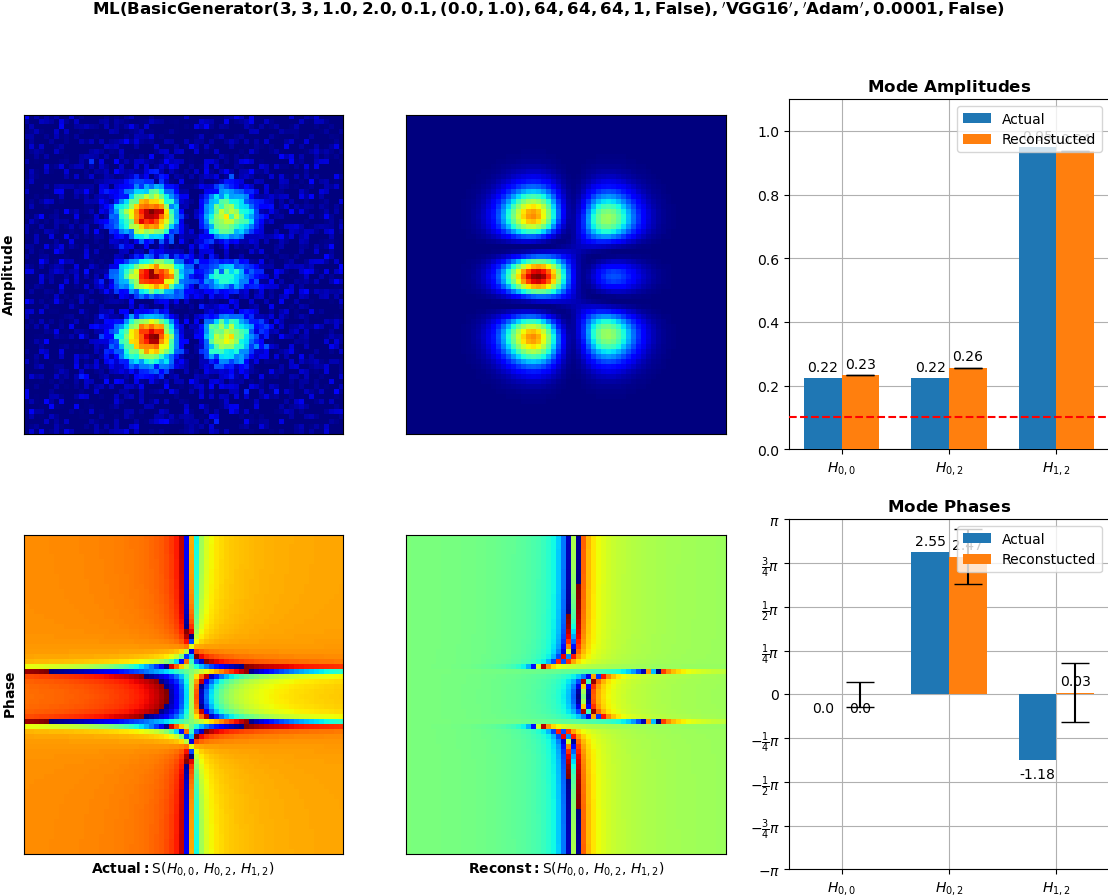 ML(BasicGenerator(3, 3, 1.0, 2.0, 0.1, (0.0, 1.0), 64, 64, 64, 1, False), ′VGG16′, ′Adam′, 0.0001, False)
Amplitude
Mode Amplitudes
Actual
Reconstucted
1.0
0.8
0.6
0.4
0.2
0.0
0.22
0.23
0.22
0.26
H0,0
H0,2
H1,2
Phase
Actual: S(H0,0, H0,2, H1,2)
Reconst: S(H0,0, H0,2, H1,2)
Mode Phases
Actual
Reconstucted
π
3/4π
1/2π
1/4π
0
−1/4π
−1/2π
−3/4π
−π
0.0
0.0
2.55
-1.18
0.03
H0,0
H0,2
H1,2